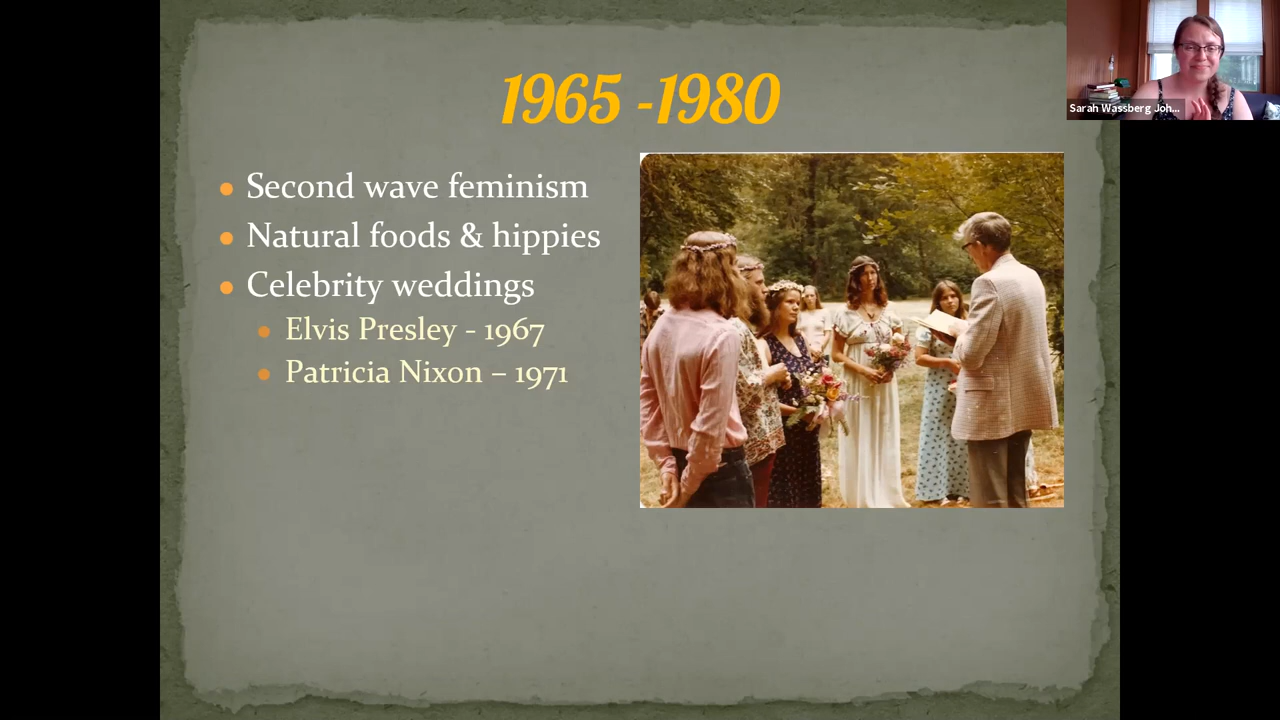 1965 -1980
Second wave feminism
Natural foods & hippies
Celebrity weddings
Elvis Presley - 1967
Patricia Nixon – 1971
Sarah Wassberg Joh...